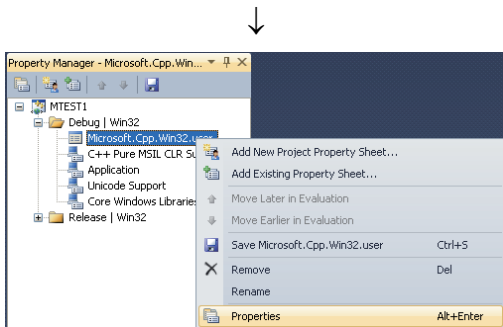 Property Manager - Microsoft.Cpp.Win...
MTEST1
Debug | Win32
Microsoft.Cpp.Win32.user
C++ Pure MSIL CLR Su
Application
Unicode Support
Core Windows Libraries
Release | Win32
Add New Project Property Sheet...
Add Existing Property Sheet...
Move Later in Evaluation
Move Earlier in Evaluation
Save Microsoft.Cpp.Win32.user Ctrl+S
Remove Del
Rename
Properties Alt+Enter